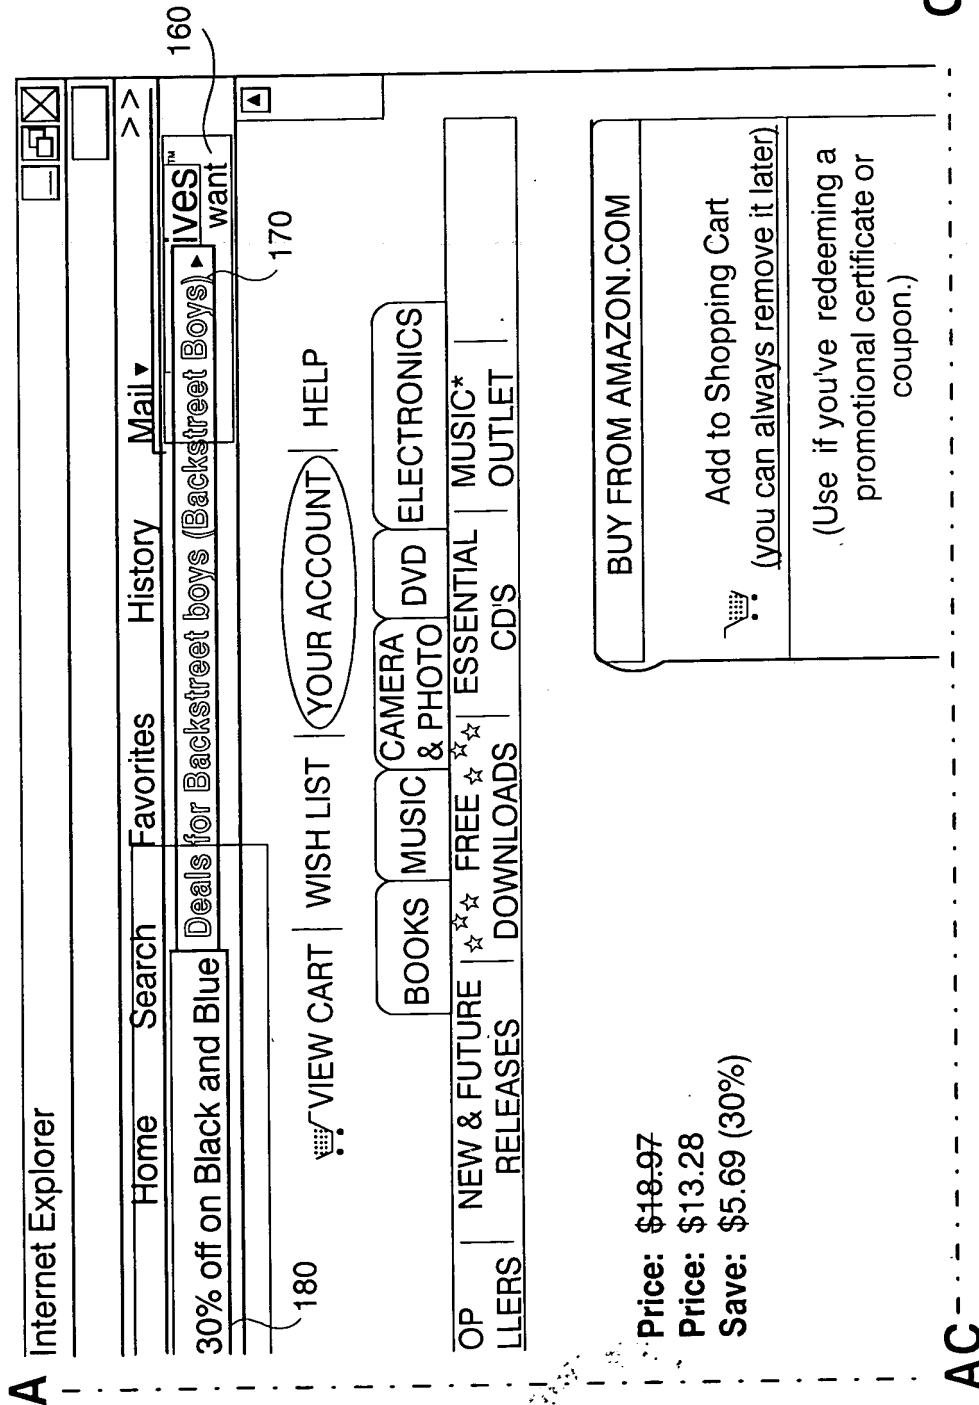 A
Internet Explorer
Home Search Favorites History Mail ▾ >>
160
30% off on Black and Blue Deals for Backstreet boys (Backstreet Boys) ives™
want
180
170
VIEW CART | WISH LIST | YOUR ACCOUNT | HELP
BOOKS MUSIC CAMERA & PHOTO DVD ELECTRONICS
OP | NEW & FUTURE | ☆☆☆ FREE ☆☆☆ | ESSENTIAL | MUSIC* |
LLERS RELEASES DOWNLOADS CD'S OUTLET
BUY FROM AMAZON.COM
Price: $18.97
Price: $13.28
Save: $5.69 (30%)
Add to Shopping Cart
(you can always remove it later)
(Use if you've redeeming a
promotional certificate or
coupon.)
AC